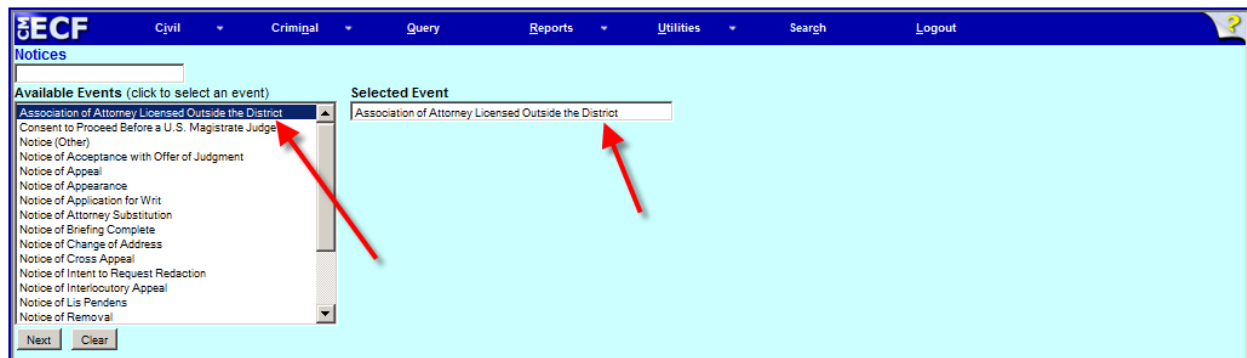 CM ECF Civil Criminal Query Reports Utilities Search Logout ?
Notices
Available Events (click to select an event) Selected Event
Association of Attorney Licensed Outside the District Association of Attorney Licensed Outside the District
Consent to Proceed Before a U.S. Magistrate Judge
Notice (Other)
Notice of Acceptance with Offer of Judgment
Notice of Appeal
Notice of Appearance
Notice of Application for Writ
Notice of Attorney Substitution
Notice of Briefing Complete
Notice of Change of Address
Notice of Cross Appeal
Notice of Intent to Request Redaction
Notice of Interlocutory Appeal
Notice of Lis Pendens
Notice of Removal
Next Clear